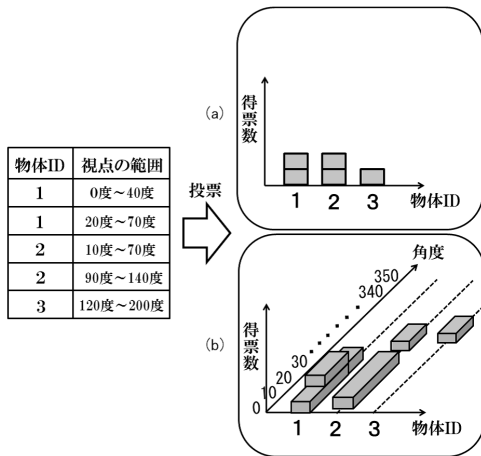 物体ID 視点の範囲
1 0度～40度
1 20度～70度
2 10度～70度
2 90度～140度
3 120度～200度
投票
(a)
得票数
1 2 3 物体ID
(b)
得票数
角度
0 10 20 30 340 350
1 2 3 物体ID